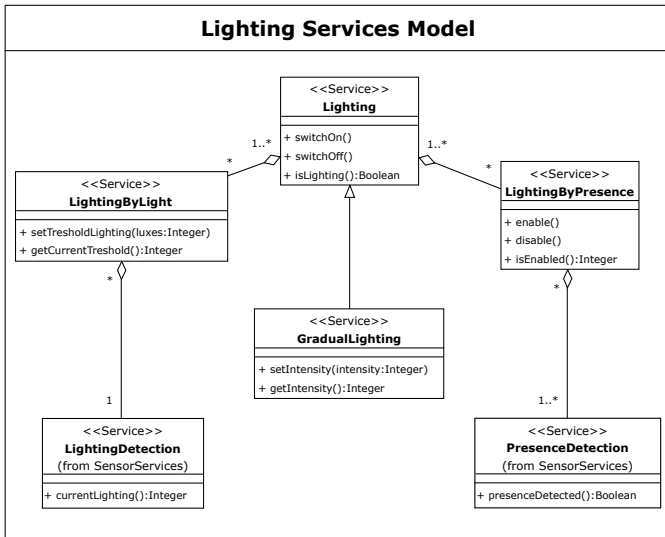 Lighting Services Model
<<Service>>
Lighting
+ switchOn()
+ switchOff()
+ isLighting():Boolean
1..*
*
1..*
*
<<Service>>
LightingByLight
+ setTresholdLighting(luxes:Integer)
+ getCurrentTreshold():Integer
<<Service>>
LightingByPresence
+ enable()
+ disable()
+ isEnabled():Integer
*
*
<<Service>>
GradualLighting
+ setIntensity(intensity:Integer)
+ getIntensity():Integer
1
1..*
<<Service>>
LightingDetection
(from SensorServices)
+ currentLighting():Integer
<<Service>>
PresenceDetection
(from SensorServices)
+ presenceDetected():Boolean